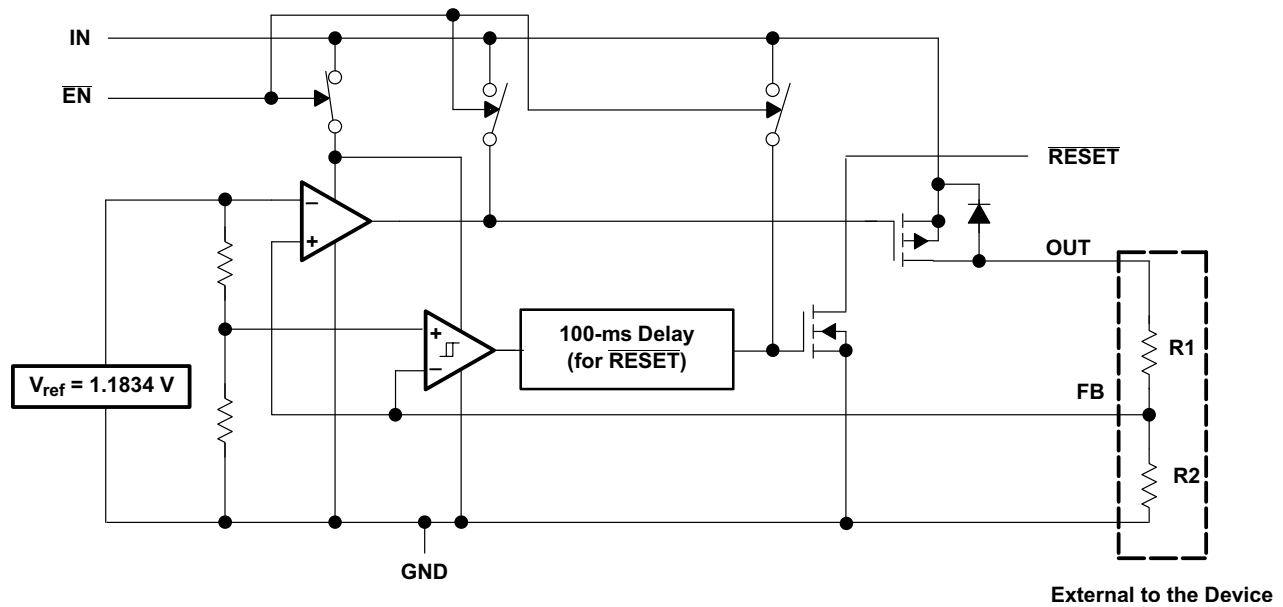 IN
EN
RESET
−
+
OUT
+
−
100-ms Delay
(for RESET)
R1
Vref = 1.1834 V
FB
R2
GND
External to the Device